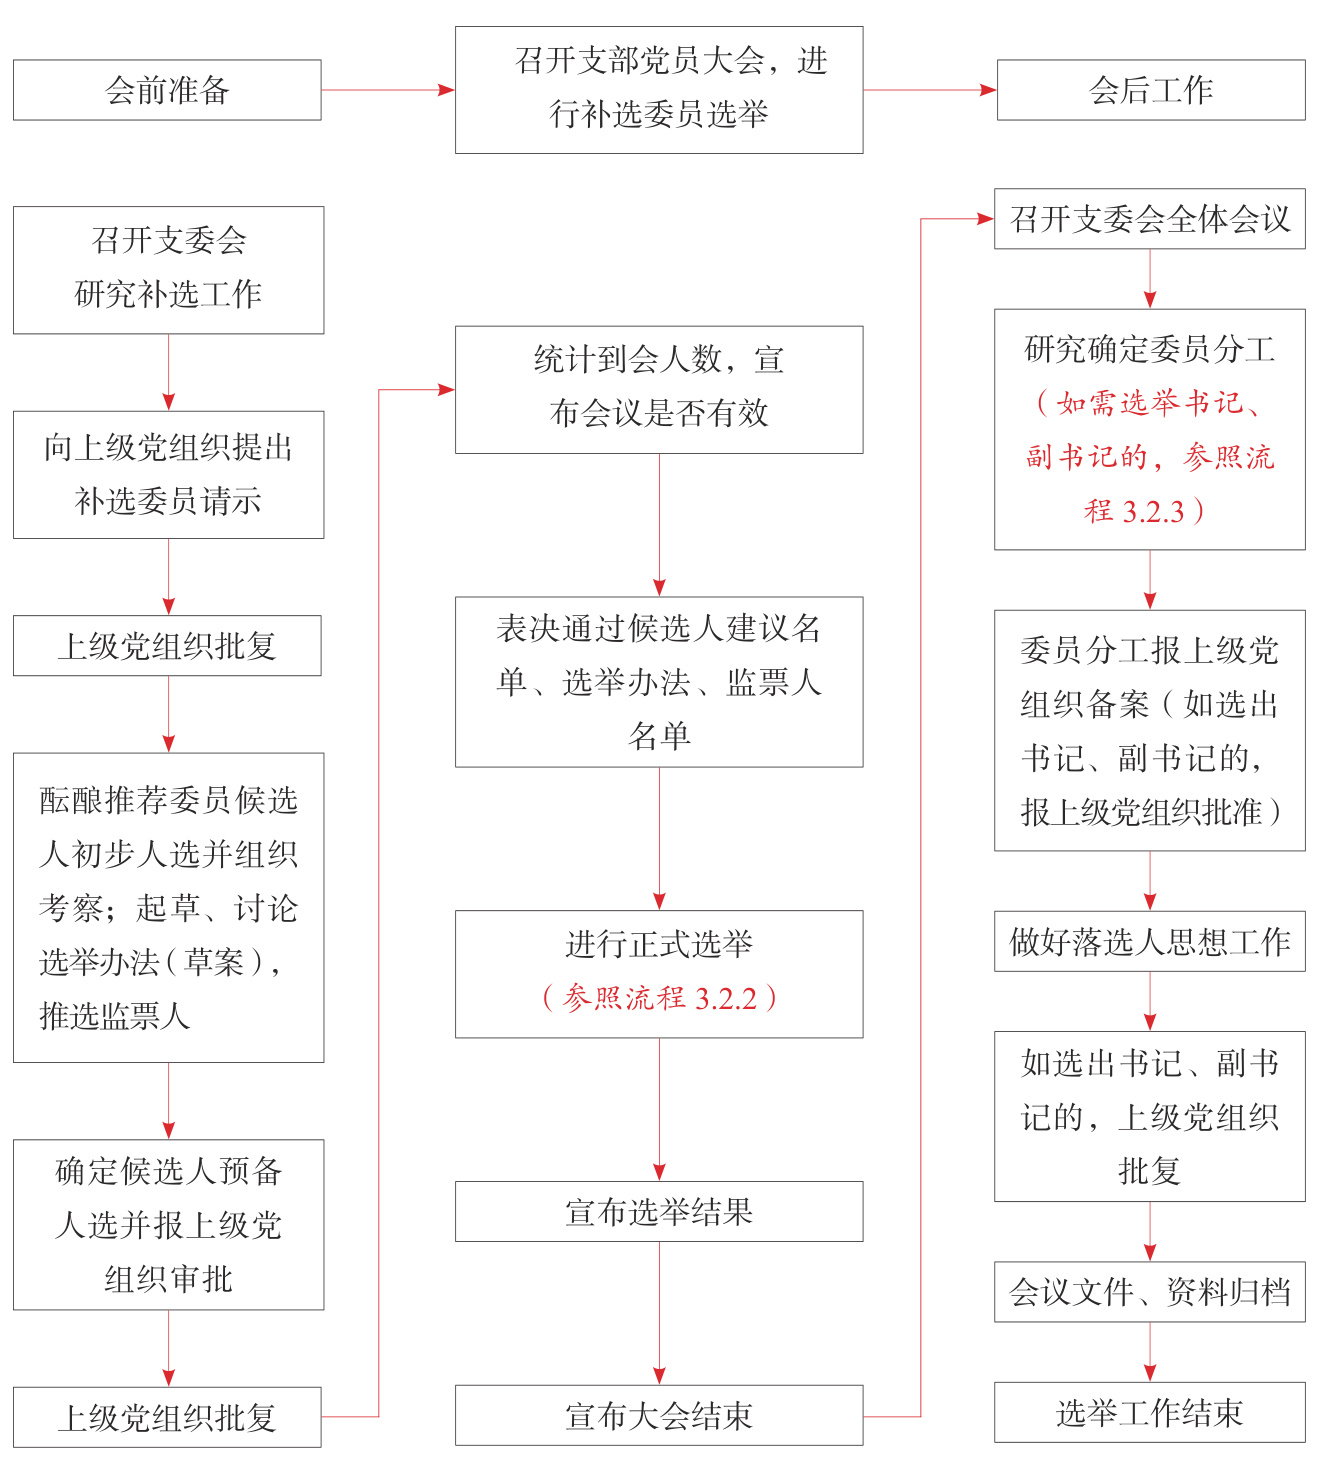 会前准备
召开支部党员大会，进
行补选委员选举
会后工作
召开支委会
研究补选工作
向上级党组织提出
补选委员请示
上级党组织批复
酝酿推荐委员候选
人初步人选并组织
考察；起草、讨论
选举办法（草案），
推选监票人
确定候选人预备
人选并报上级党
组织审批
上级党组织批复
统计到会人数，宣
布会议是否有效
表决通过候选人建议名
单、选举办法、监票人
名单
进行正式选举
（参照流程 3.2.2）
宣布选举结果
宣布大会结束
召开支委会全体会议
研究确定委员分工
（如需选举书记、
副书记的，参照流
程 3.2.3）
委员分工报上级党
组织备案（如选出
书记、副书记的，
报上级党组织批准）
做好落选人思想工作
如选出书记、副书
记的，上级党组织
批复
会议文件、资料归档
选举工作结束